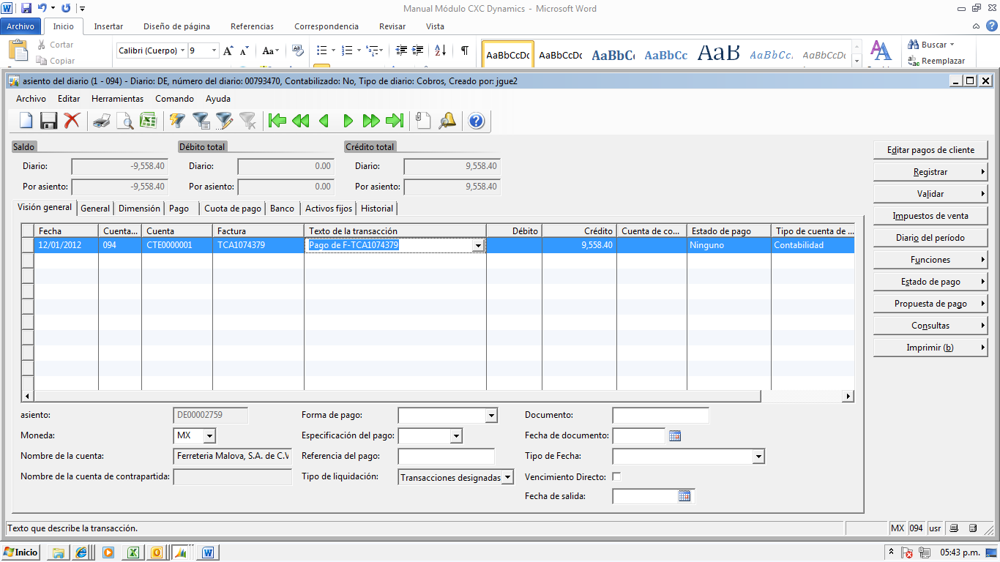 Manual Módulo CXC Dynamics - Microsoft Word
Archivo Inicio Insertar Diseño de página Referencias Correspondencia Revisar Vista
Cortar
Copiar
Calibri (Cuerpo) 9
AaBbCcDc AaBbCcDc AaBbC AaBbCc AaB AaBbCc. AaBbCcDc
Buscar
Reemplazar
asiento del diario (1 - 094) - Diario: DE, número del diario: 00793470, Contabilizado: No, Tipo de diario: Cobros, Creado por: jgue2
Archivo Editar Herramientas Comando Ayuda
Saldo Débito total Crédito total
Diario: -9,558.40 Diario: 0.00 Diario: 9,558.40
Por asiento: -9,558.40 Por asiento: 0.00 Por asiento: 9,558.40
Visión general General Dimensión Pago Cuota de pago Banco Activos fijos Historial
Fecha Cuenta... Cuenta Factura Texto de la transacción Débito Crédito Cuenta de co... Estado de pago Tipo de cuenta de ...
12/01/2012 094 CTE0000001 TCA1074379 Pago de F-TCA1074379 9,558.40 Ninguno Contabilidad
Editar pagos de cliente
Registrar
Validar
Impuestos de venta
Diario del período
Funciones
Estado de pago
Propuesta de pago
Consultas
Imprimir (b)
asiento: DE00002759 Forma de pago: Documento:
Moneda: MX Especificación del pago: Fecha de documento:
Nombre de la cuenta: Ferreteria Malova, S.A. de C.V Referencia del pago: Tipo de Fecha:
Nombre de la cuenta de contrapartida: Tipo de liquidación: Transacciones designadas Vencimiento Directo:
Fecha de salida:
Texto que describe la transacción. MX 094 usr
Inicio 05:43 p.m.